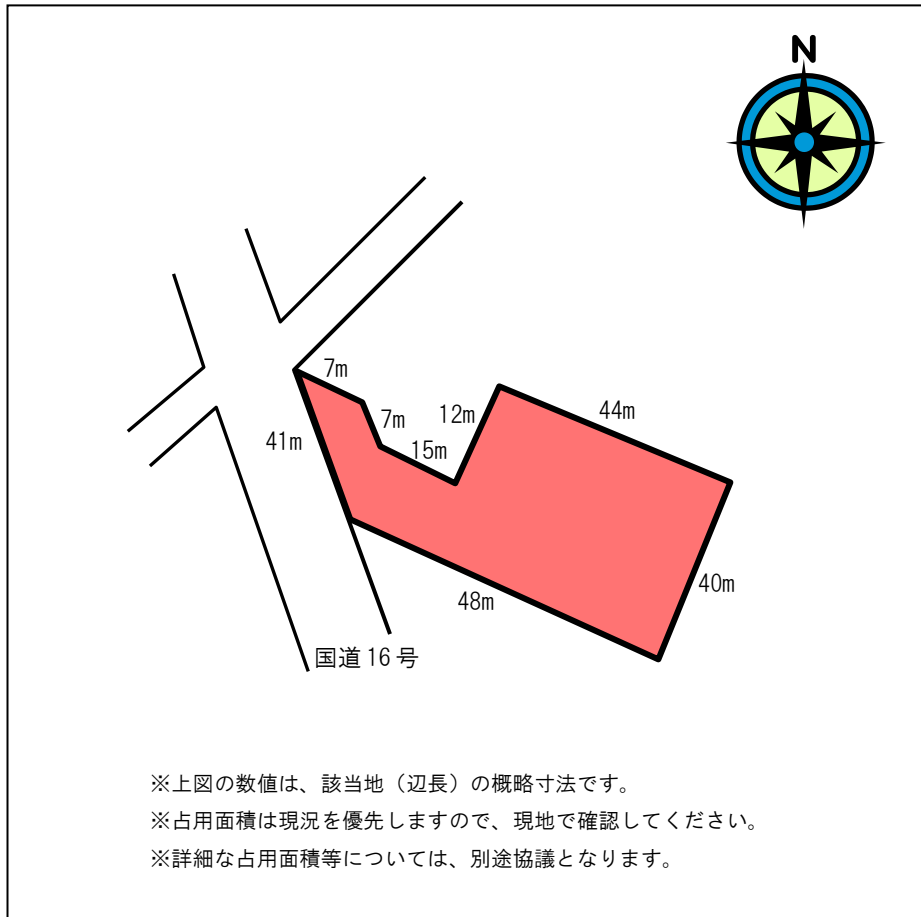 N
7m
7m
12m
44m
41m
15m
40m
48m
国道16号
※上図の数値は、該当地（辺長）の概略寸法です。
※占用面積は現況を優先しますので、現地で確認してください。
※詳細な占用面積等については、別途協議となります。